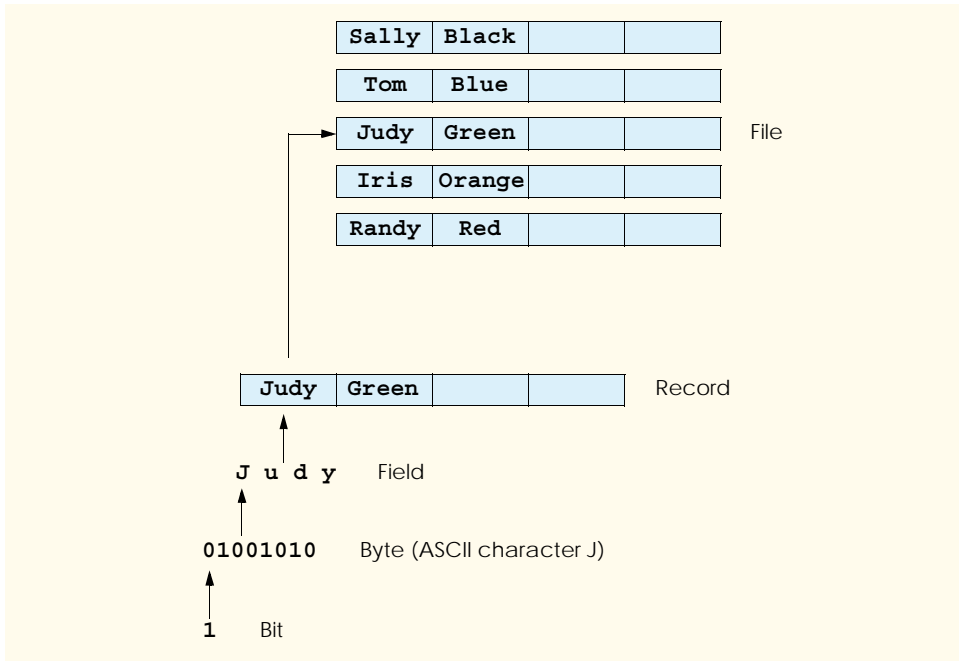 Sally Black
Tom Blue
Judy Green File
Iris Orange
Randy Red
Judy Green Record
J u d y Field
01001010 Byte (ASCII character J)
1 Bit